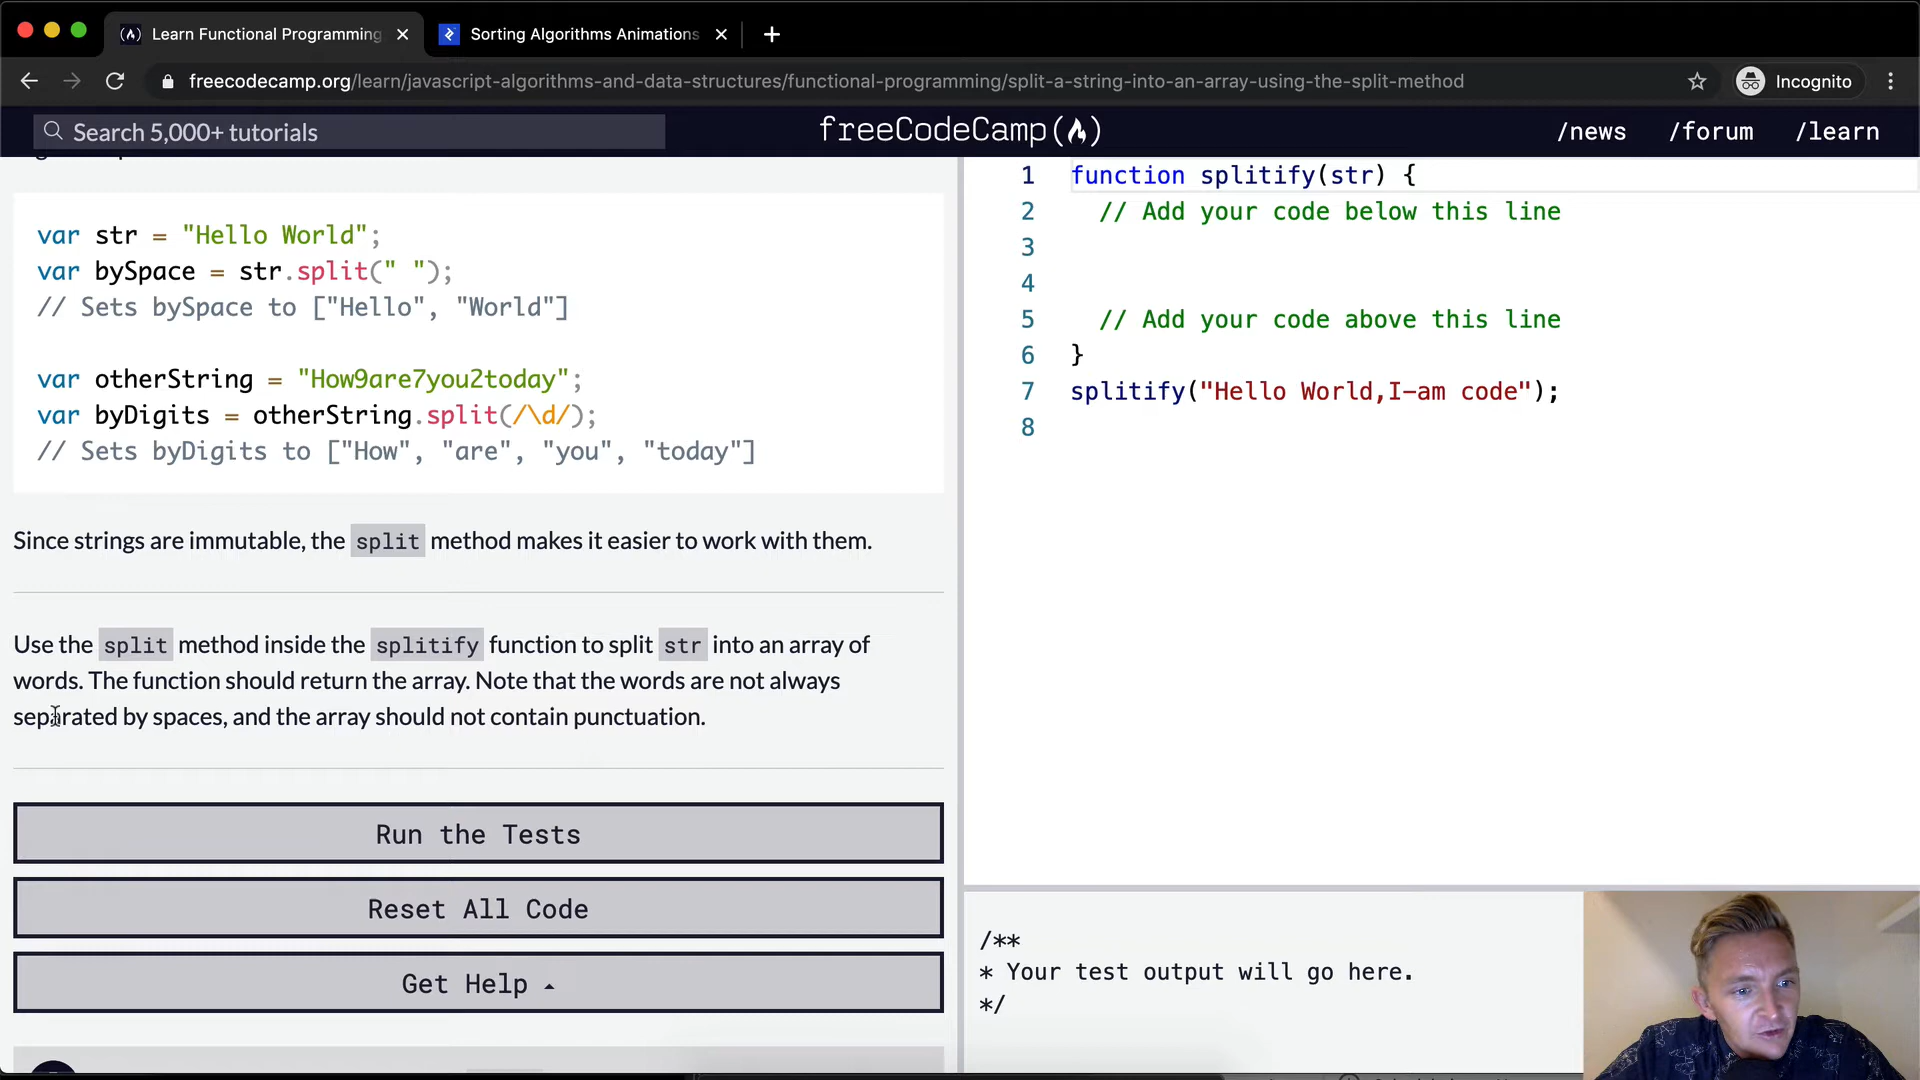 Learn Functional Programming
Sorting Algorithms Animations
freecodecamp.org/learn/javascript-algorithms-and-data-structures/functional-programming/split-a-string-into-an-array-using-the-split-method
Incognito
Search 5,000+ tutorials
freeCodeCamp(🔥)
/news /forum /learn
var str = "Hello World";
var bySpace = str.split(" ");
// Sets bySpace to ["Hello", "World"]
var otherString = "How9are7you2today";
var byDigits = otherString.split(/\d/);
// Sets byDigits to ["How", "are", "you", "today"]
Since strings are immutable, the split method makes it easier to work with them.
Use the split method inside the splitify function to split str into an array of
words. The function should return the array. Note that the words are not always
separated by spaces, and the array should not contain punctuation.
Run the Tests
Reset All Code
Get Help
1 function splitify(str) {
2 // Add your code below this line
3
4
5 // Add your code above this line
6 }
7 splitify("Hello World,I-am code");
8
/**
* Your test output will go here.
*/